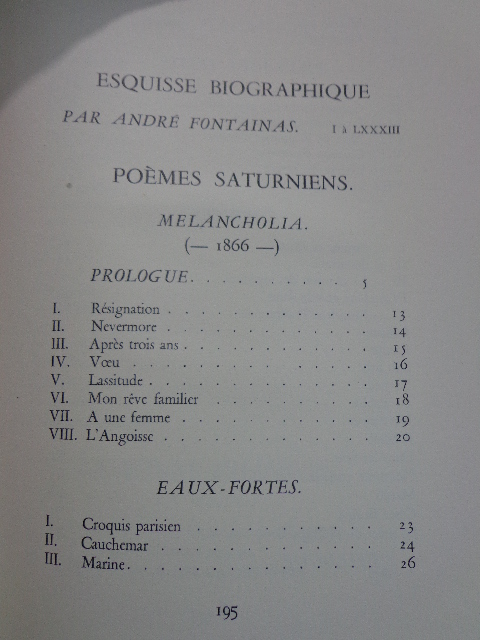 ESQUISSE BIOGRAPHIQUE
PAR ANDRÉ FONTAINAS. I à LXXXIII
POÈMES SATURNIENS.
MELANCHOLIA.
(— 1866 —)
PROLOGUE. . . . . . . . . . . 5
I. Résignation . . . . . . . . . . . . 13
II. Nevermore . . . . . . . . . . . . 14
III. Après trois ans . . . . . . . . . . . 15
IV. Vœu . . . . . . . . . . . . . 16
V. Lassitude . . . . . . . . . . . . . 17
VI. Mon rêve familier . . . . . . . . . . 18
VII. A une femme . . . . . . . . . . . 19
VIII. L'Angoisse . . . . . . . . . . . . 20
EAUX-FORTES.
I. Croquis parisien . . . . . . . . . . . 23
II. Cauchemar . . . . . . . . . . . . . 24
III. Marine. . . . . . . . . . . . . . . 26
195